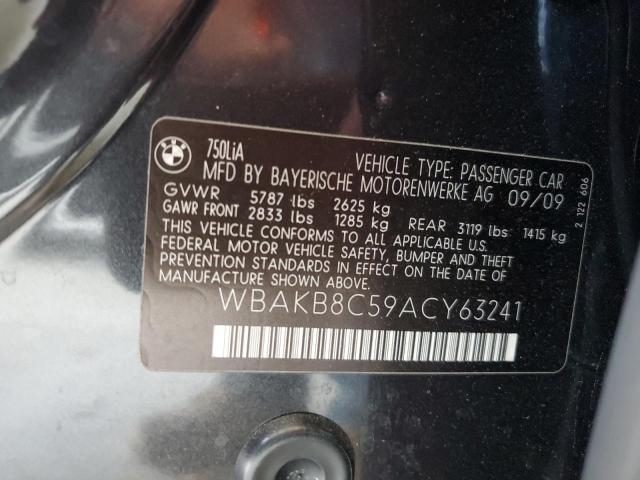 BMW
750LiA
VEHICLE TYPE: PASSENGER CAR
MFD BY BAYERISCHE MOTORENWERKE AG 09/09
GVWR 5787 lbs 2625 kg
GAWR FRONT 2833 lbs 1285 kg REAR 3119 lbs 1415 kg
THIS VEHICLE CONFORMS TO ALL APPLICABLE U.S.
FEDERAL MOTOR VEHICLE SAFETY, BUMPER AND THEFT
PREVENTION STANDARDS IN EFFECT ON THE DATE OF
MANUFACTURE SHOWN ABOVE.
WBAKB8C59ACY63241
2 122 606